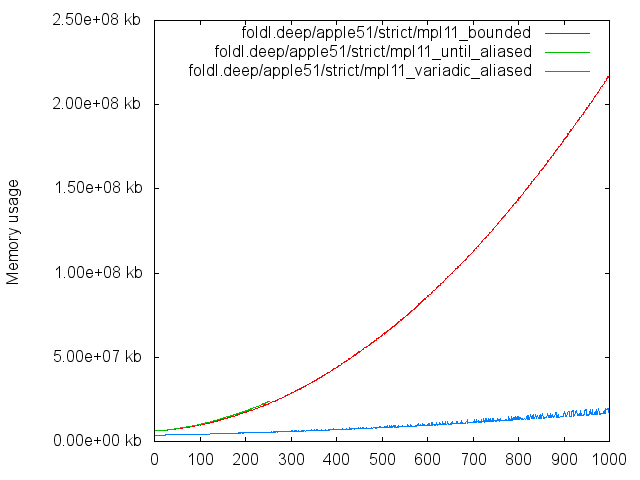 2.50e+08 kb
2.00e+08 kb
1.50e+08 kb
1.00e+08 kb
5.00e+07 kb
0.00e+00 kb
Memory usage
foldl.deep/apple51/strict/mpl11_bounded
foldl.deep/apple51/strict/mpl11_until_aliased
foldl.deep/apple51/strict/mpl11_variadic_aliased
0 100 200 300 400 500 600 700 800 900 1000